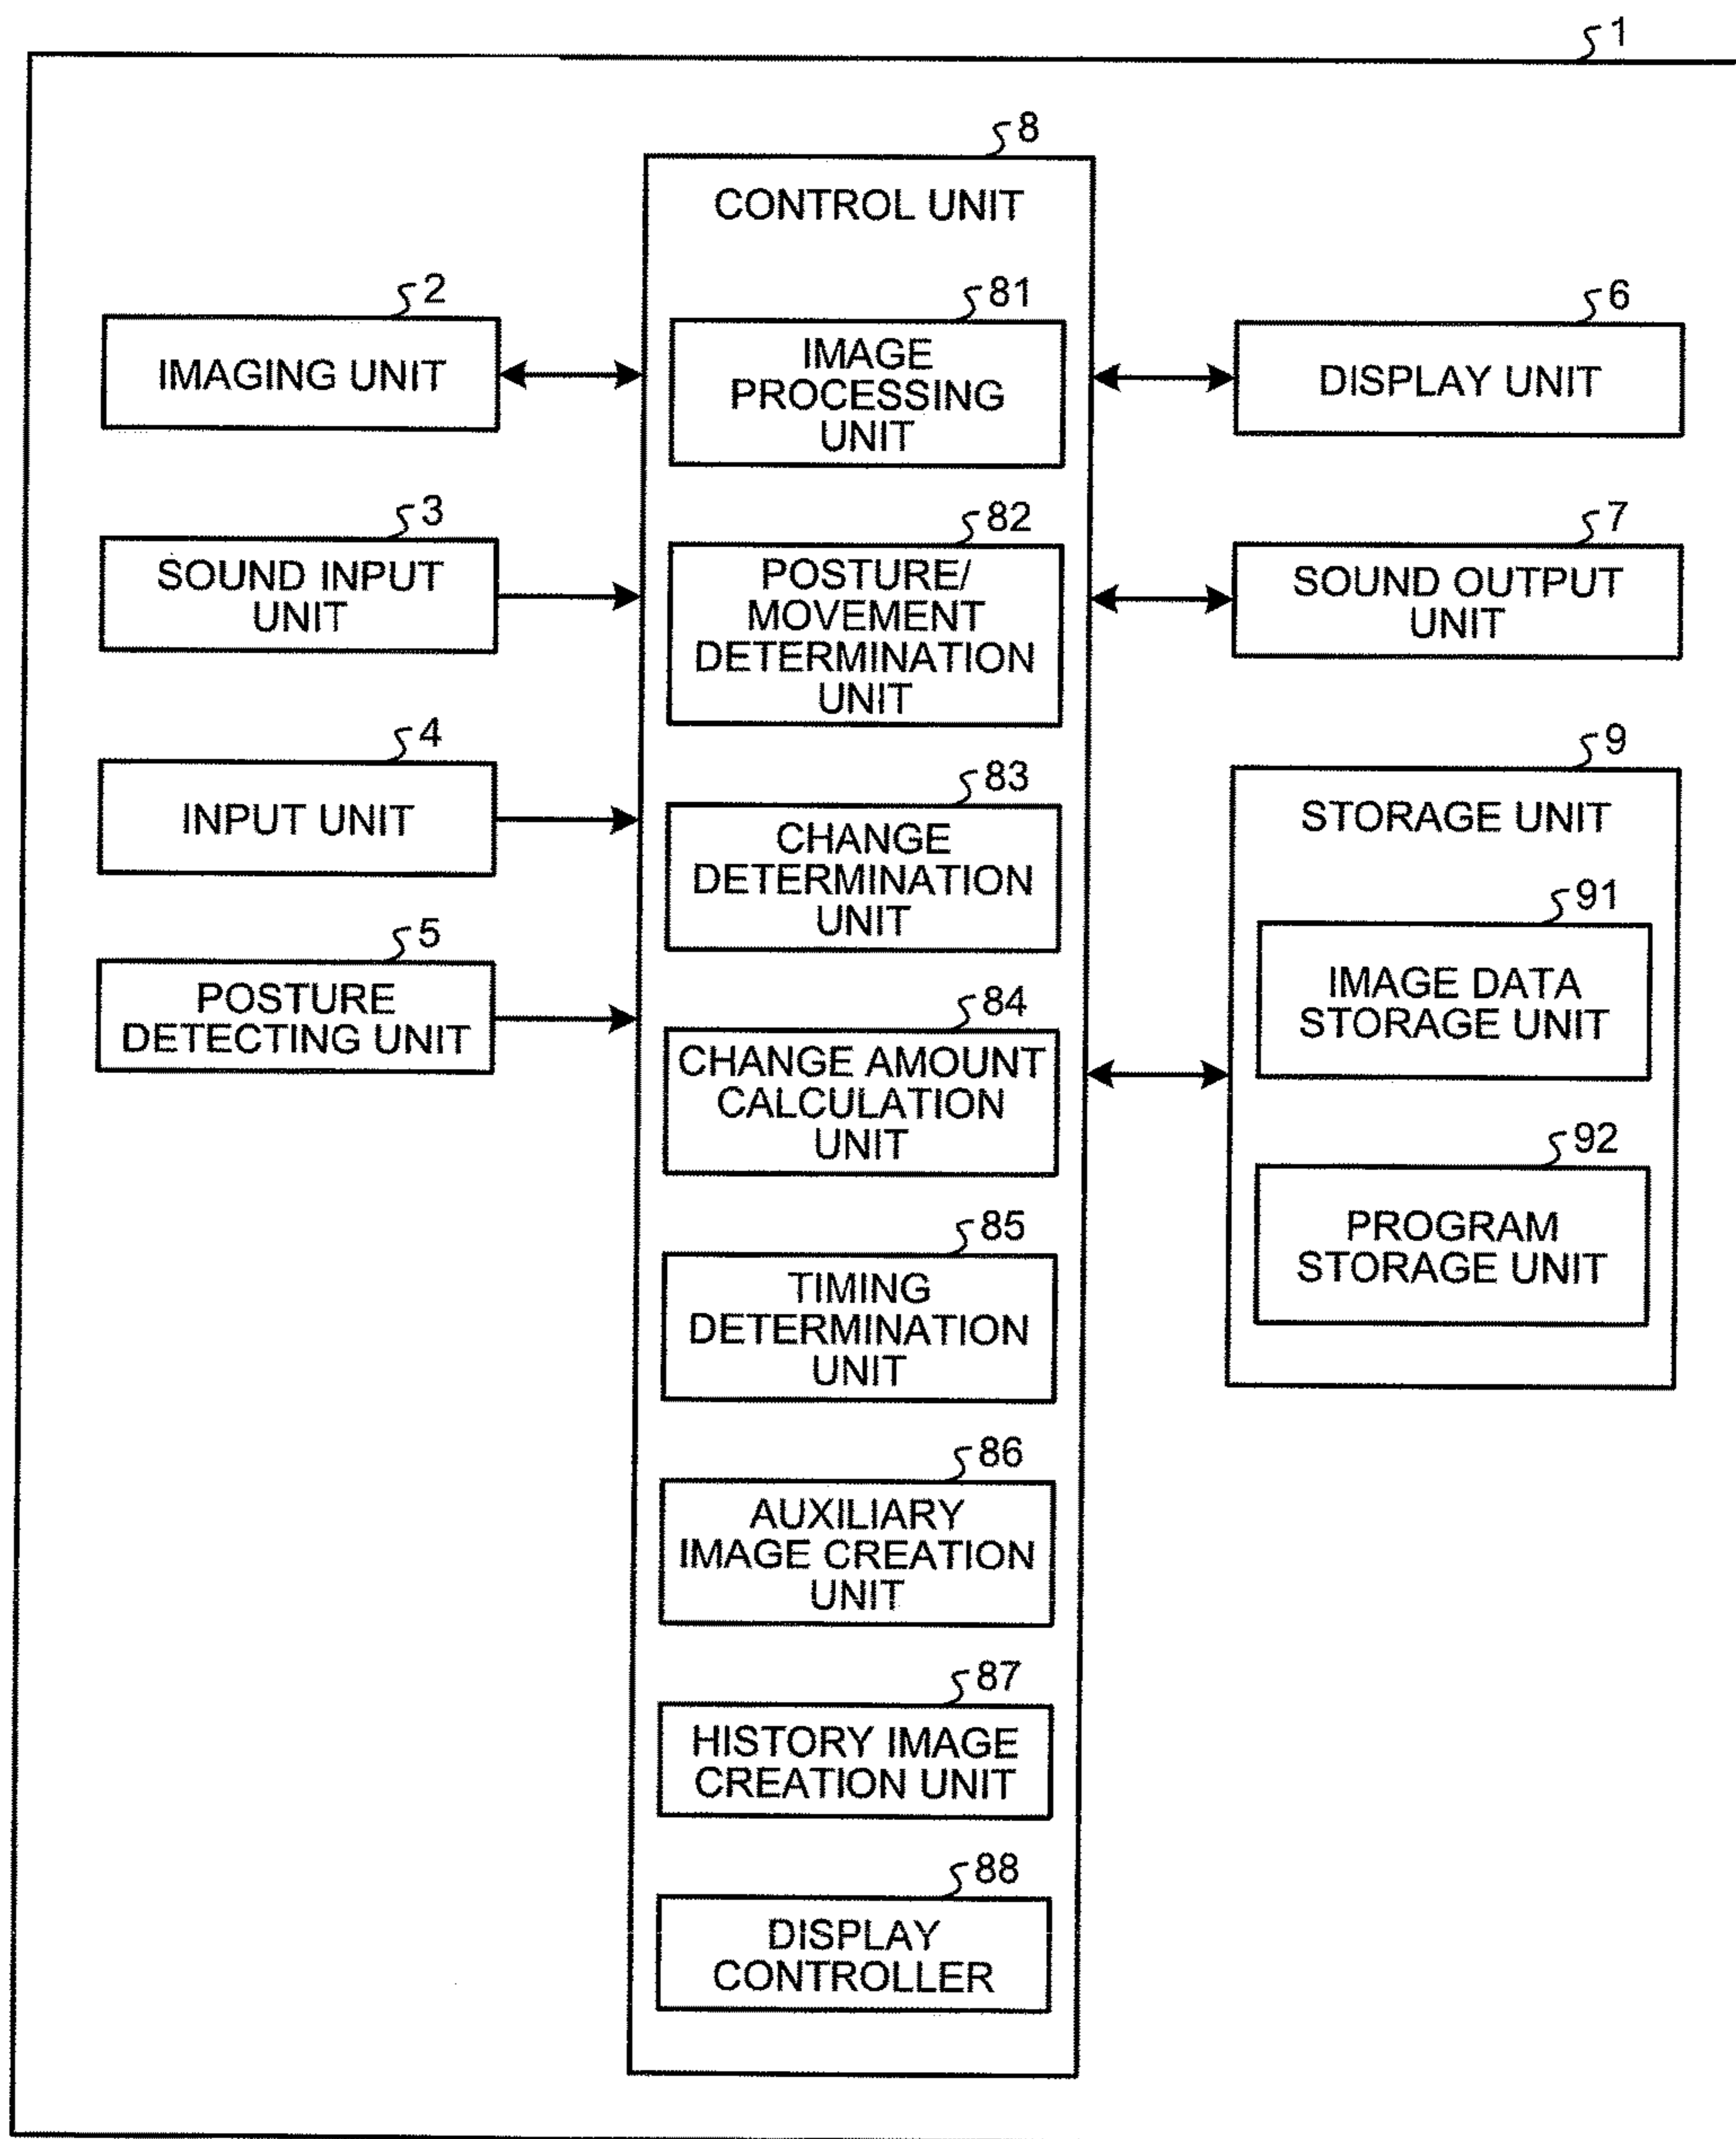 1
8
CONTROL UNIT
2
IMAGING UNIT
3
SOUND INPUT
UNIT
4
INPUT UNIT
5
POSTURE
DETECTING UNIT
81
IMAGE
PROCESSING
UNIT
82
POSTURE/
MOVEMENT
DETERMINATION
UNIT
83
CHANGE
DETERMINATION
UNIT
84
CHANGE AMOUNT
CALCULATION
UNIT
85
TIMING
DETERMINATION
UNIT
86
AUXILIARY
IMAGE CREATION
UNIT
87
HISTORY IMAGE
CREATION UNIT
88
DISPLAY
CONTROLLER
6
DISPLAY UNIT
7
SOUND OUTPUT
UNIT
9
STORAGE UNIT
91
IMAGE DATA
STORAGE UNIT
92
PROGRAM
STORAGE UNIT